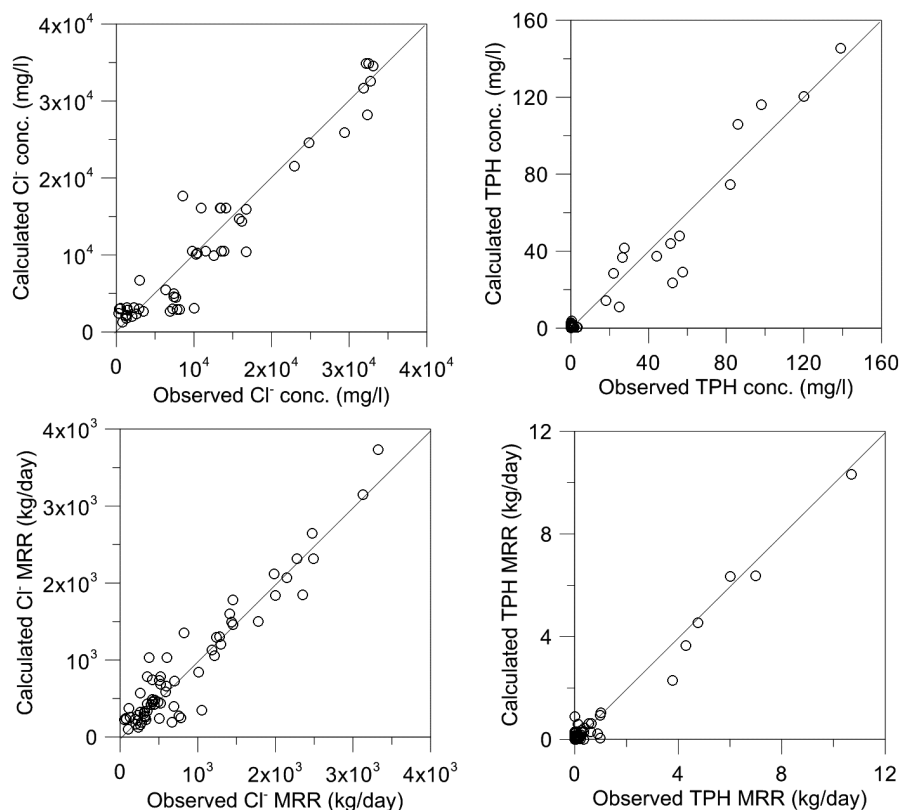 4x10⁴
3x10⁴
2x10⁴
10⁴
0
Calculated Cl⁻ conc. (mg/l)
0 10⁴ 2x10⁴ 3x10⁴ 4x10⁴
Observed Cl⁻ conc. (mg/l)
160
120
80
40
0
Calculated TPH conc. (mg/l)
0 40 80 120 160
Observed TPH conc. (mg/l)
4x10³
3x10³
2x10³
10³
0
Calculated Cl⁻ MRR (kg/day)
0 10³ 2x10³ 3x10³ 4x10³
Observed Cl⁻ MRR (kg/day)
12
8
4
0
Calculated TPH MRR (kg/day)
0 4 8 12
Observed TPH MRR (kg/day)